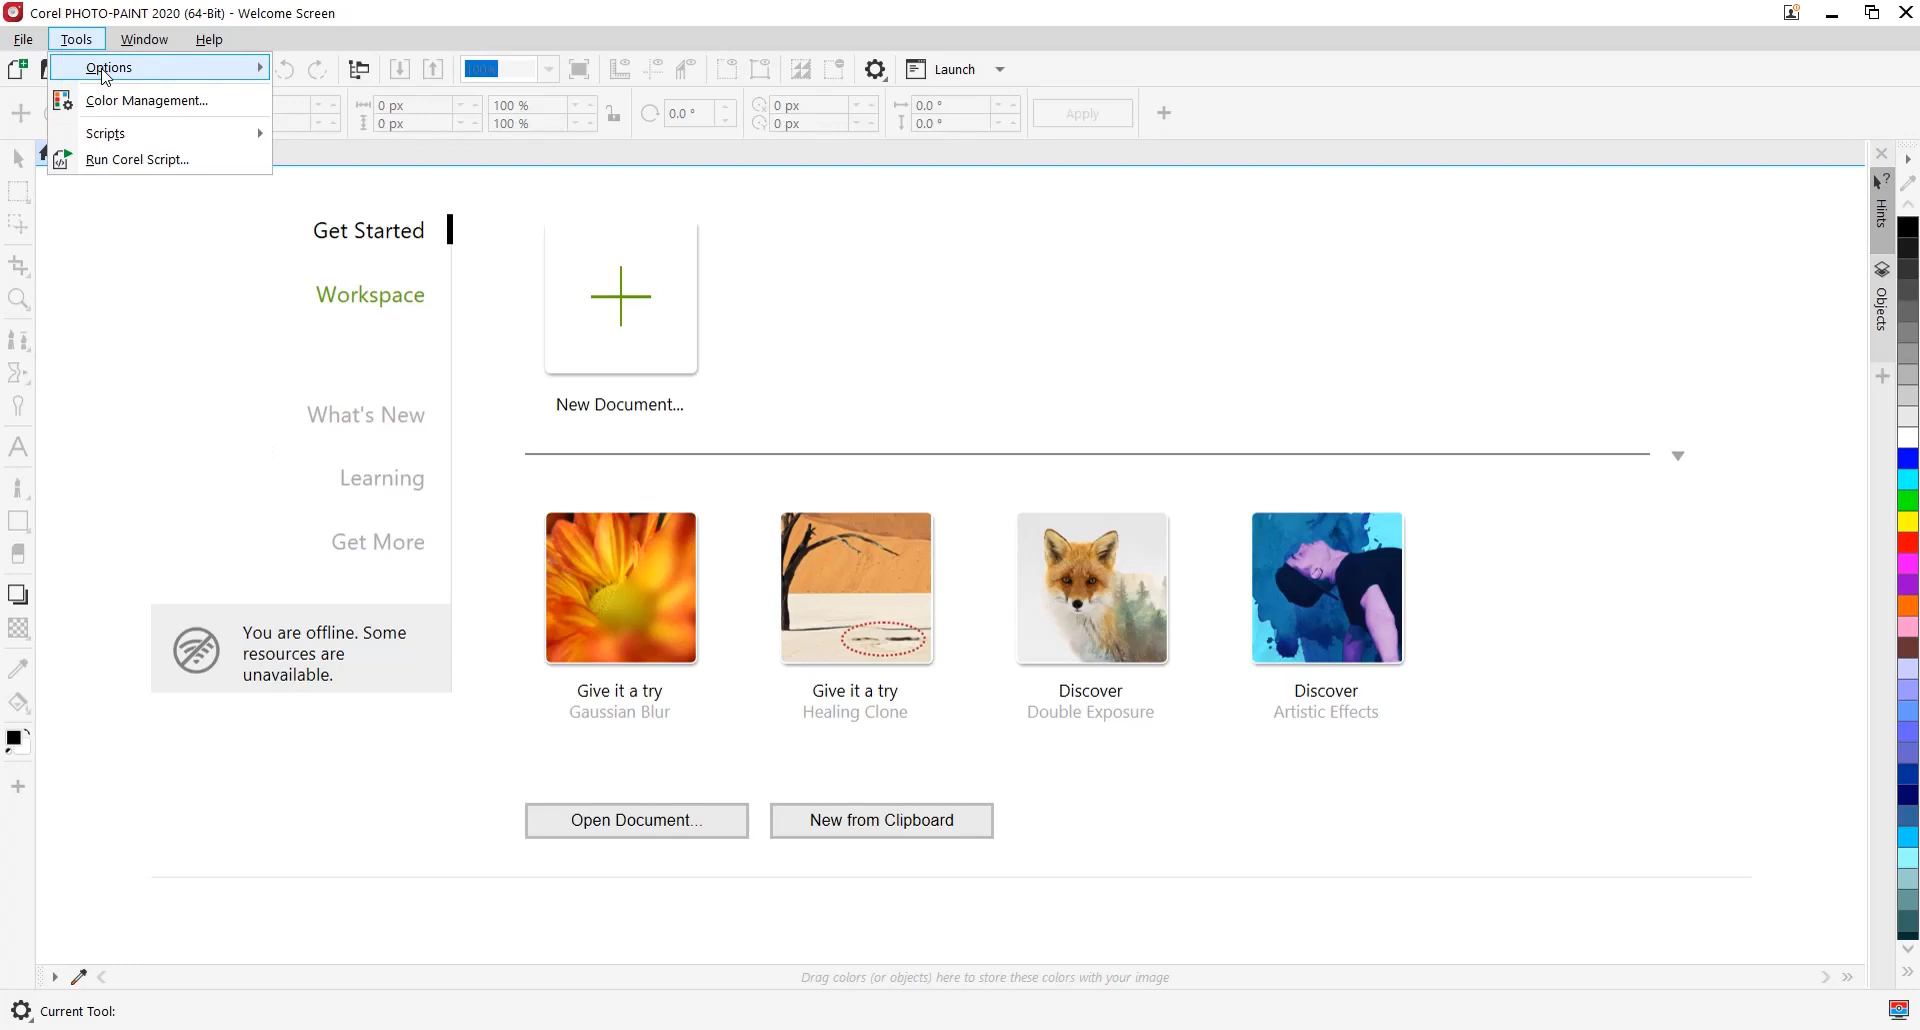 Corel PHOTO-PAINT 2020 (64-Bit) - Welcome Screen
File Tools Window Help
Options
Launch
Color Management...
0 px 100 % 0.0 ° 0 px 0.0 ° Apply
0 px 100 % 0 px 0.0 °
Scripts
Run Corel Script...
Hints
Objects
Get Started
Workspace
What's New
Learning
Get More
You are offline. Some
resources are
unavailable.
New Document...
Give it a try
Gaussian Blur
Give it a try
Healing Clone
Discover
Double Exposure
Discover
Artistic Effects
Open Document... New from Clipboard
Drag colors (or objects) here to store these colors with your image
Current Tool: